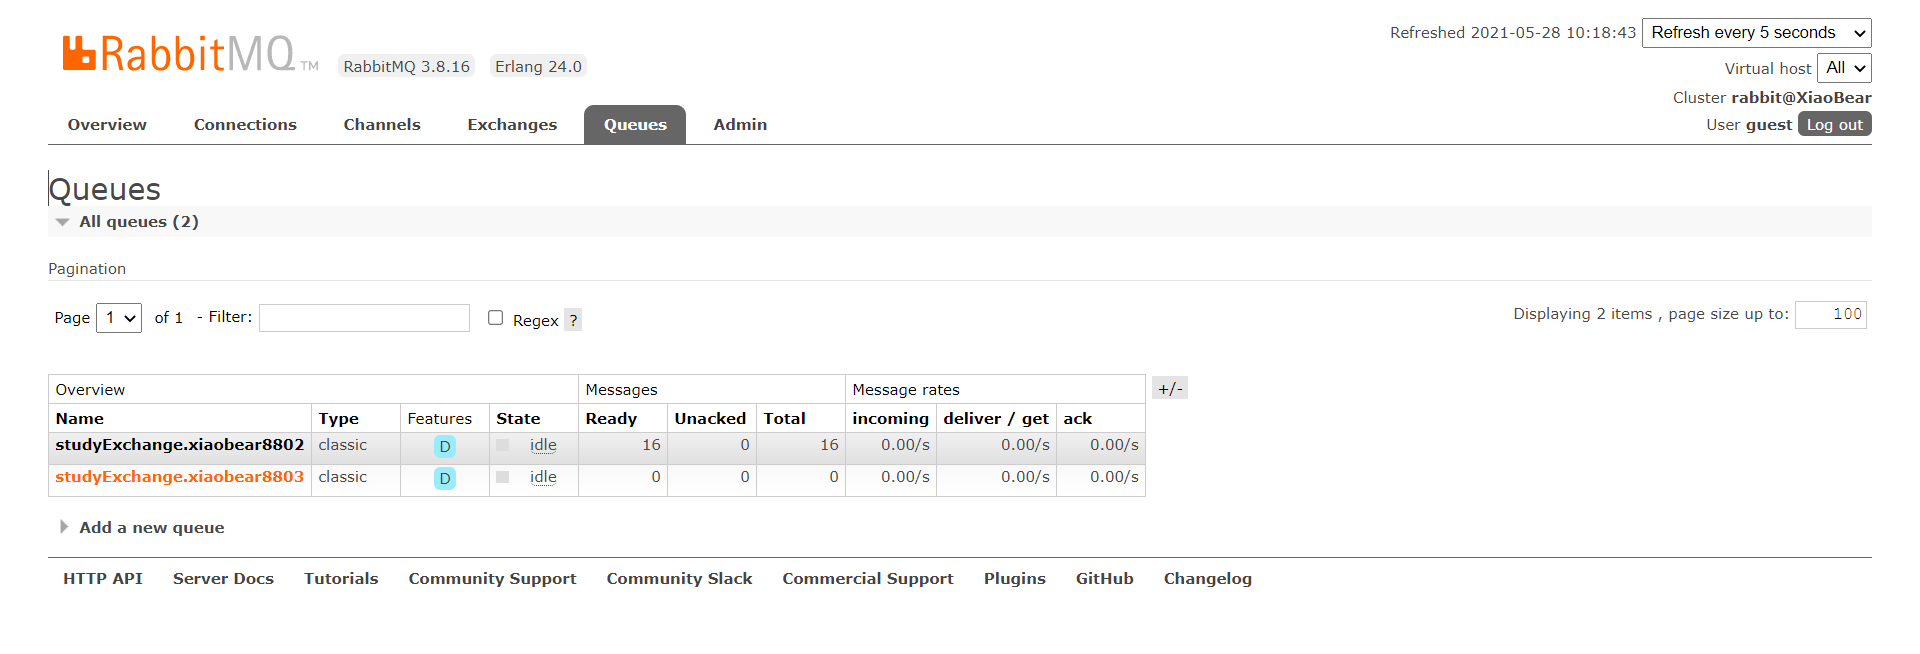 RabbitMQ TM RabbitMQ 3.8.16 Erlang 24.0
Refreshed 2021-05-28 10:18:43 Refresh every 5 seconds
Virtual host All
Cluster rabbit@XiaoBear
User guest Log out
Overview Connections Channels Exchanges Queues Admin
Queues
All queues (2)
Pagination
Page 1 of 1 - Filter: Regex ?
Displaying 2 items , page size up to: 100
Overview Messages Message rates +/-
Name Type Features State Ready Unacked Total incoming deliver / get ack
studyExchange.xiaobear8802 classic D idle 16 0 16 0.00/s 0.00/s 0.00/s
studyExchange.xiaobear8803 classic D idle 0 0 0 0.00/s 0.00/s 0.00/s
Add a new queue
HTTP API Server Docs Tutorials Community Support Community Slack Commercial Support Plugins GitHub Changelog